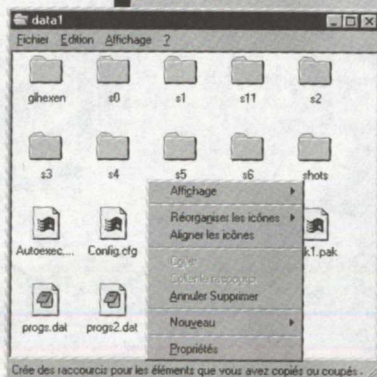 data1
Fichier Edition Affichage ?
glhexen s0 s1 s11 s2
s3 s4 s5 s6 shots
Affichage
Réorganiser les icônes
Aligner les icônes
Coller
Coller le raccourci
Annuler Supprimer
Nouveau
Propriétés
Autoexec.... Config.cfg k1.pak
progs.dat progs2.dat
Crée des raccourcis pour les éléments que vous avez copiés ou coupés.